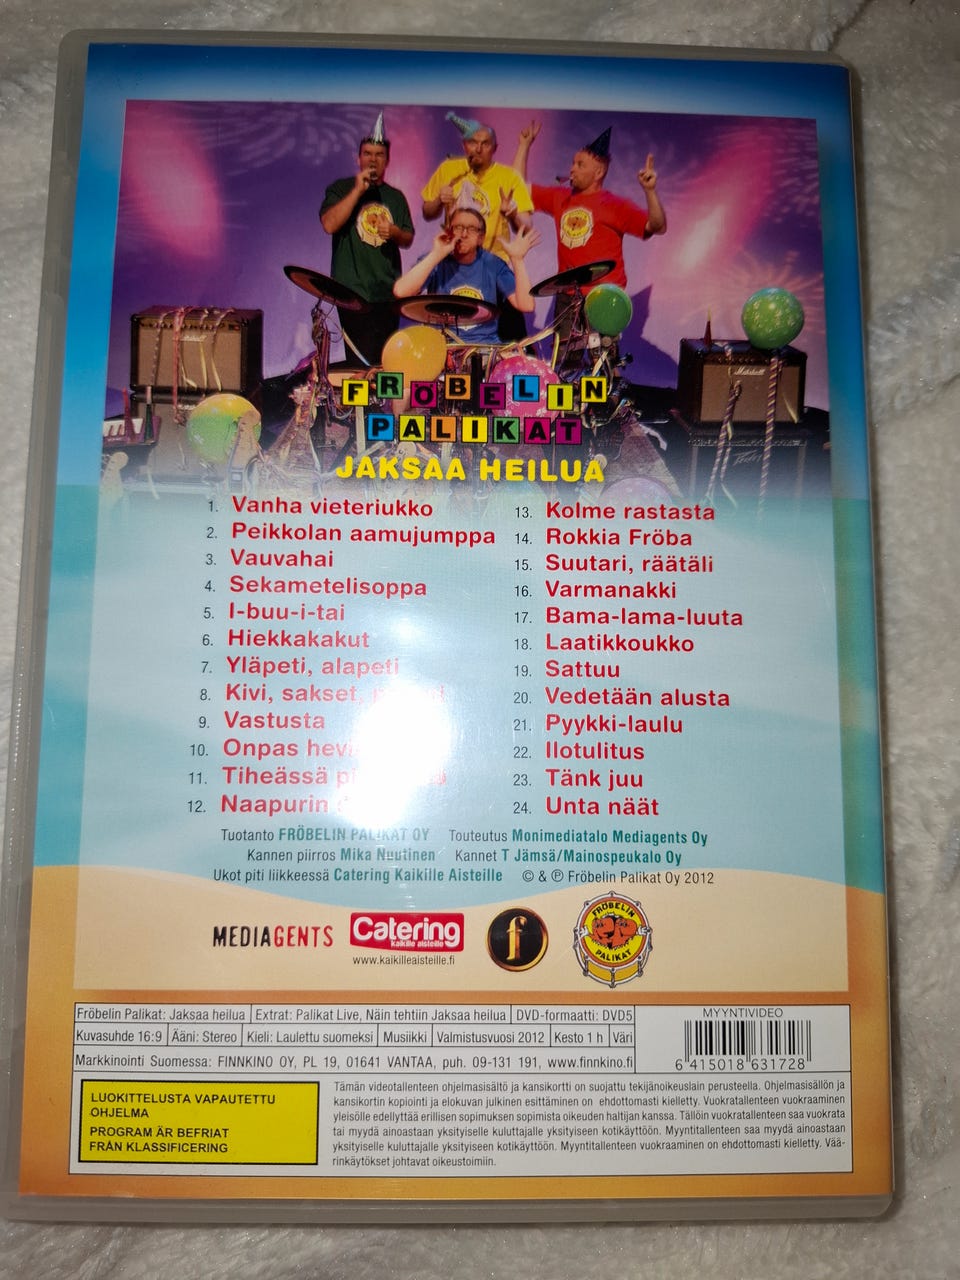 FRÖBELIN
PALIKAT
JAKSAA HEILUA
1. Vanha vieteriukko
2. Peikkolan aamujumppa
3. Vauvahai
4. Sekametelisoppa
5. I-buu-i-tai
6. Hiekkakakut
7. Yläpeti, alapeti
8. Kivi, sakset,
9. Vastusta
10. Onpas
11. Tiheässä
12. Naapurin
13. Kolme rastasta
14. Rokkia Fröba
15. Suutari, räätäli
16. Varmanakki
17. Bama-lama-luuta
18. Laatikkoukko
19. Sattuu
20. Vedetään alusta
21. Pyykki-laulu
22. Ilotulitus
23. Tänk juu
24. Unta näät
Tuotanto FRÖBELIN PALIKAT OY Touteutus Monimediatalo Mediagents Oy
Kannen piirros Mika Nuutinen Kannet T Jämsä/Mainospeukalo Oy
Ukot piti liikkeessä Catering Kaikille Aisteille © & ℗ Fröbelin Palikat Oy 2012
MEDIAGENTS
Catering
kaikille aisteille
www.kaikilleaisteille.fi
f
FRÖBELIN
PALIKAT
Fröbelin Palikat: Jaksaa heilua Extrat: Palikat Live, Näin tehtiin Jaksaa heilua DVD-formaatti: DVD5
Kuvasuhde 16:9 Ääni: Stereo Kieli: Laulettu suomeksi Musiikki Valmistusvuosi 2012 Kesto 1 h Väri
Markkinointi Suomessa: FINNKINO OY, PL 19, 01641 VANTAA, puh. 09-131 191, www.finnkino.fi
MYYNTIVIDEO
6 415018 631728
LUOKITTELUSTA VAPAUTETTU
OHJELMA
PROGRAM ÄR BEFRIAT
FRÅN KLASSIFICERING
Tämän videotallenteen ohjelmasisältö ja kansikortti on suojattu tekijänoikeuslain perusteella. Ohjelmasisällön ja
kansikortin kopiointi ja elokuvan julkinen esittäminen on ehdottomasti kielletty. Vuokratallenteen vuokraaminen
yleisölle edellyttää erillisen sopimuksen sopimista oikeuden haltijan kanssa. Tällöin vuokratallenteen saa vuokrata
tai myydä ainoastaan yksityiselle kuluttajalle yksityiseen kotikäyttöön. Myyntitallenteen saa myydä ainoastaan
yksityiselle kuluttajalle yksityiseen kotikäyttöön. Myyntitallenteen vuokraaminen on ehdottomasti kielletty. Vää-
rinkäytökset johtavat oikeustoimiin.
Marshall